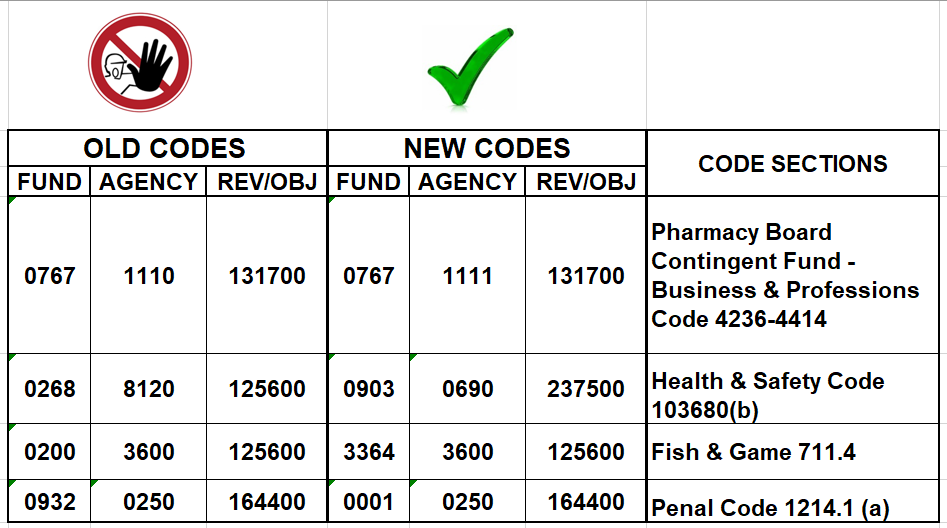 OLD CODES NEW CODES CODE SECTIONS
FUND AGENCY REV/OBJ FUND AGENCY REV/OBJ
0767 1110 131700 0767 1111 131700 Pharmacy Board
Contingent Fund -
Business & Professions
Code 4236-4414
0268 8120 125600 0903 0690 237500 Health & Safety Code
103680(b)
0200 3600 125600 3364 3600 125600 Fish & Game 711.4
0932 0250 164400 0001 0250 164400 Penal Code 1214.1 (a)